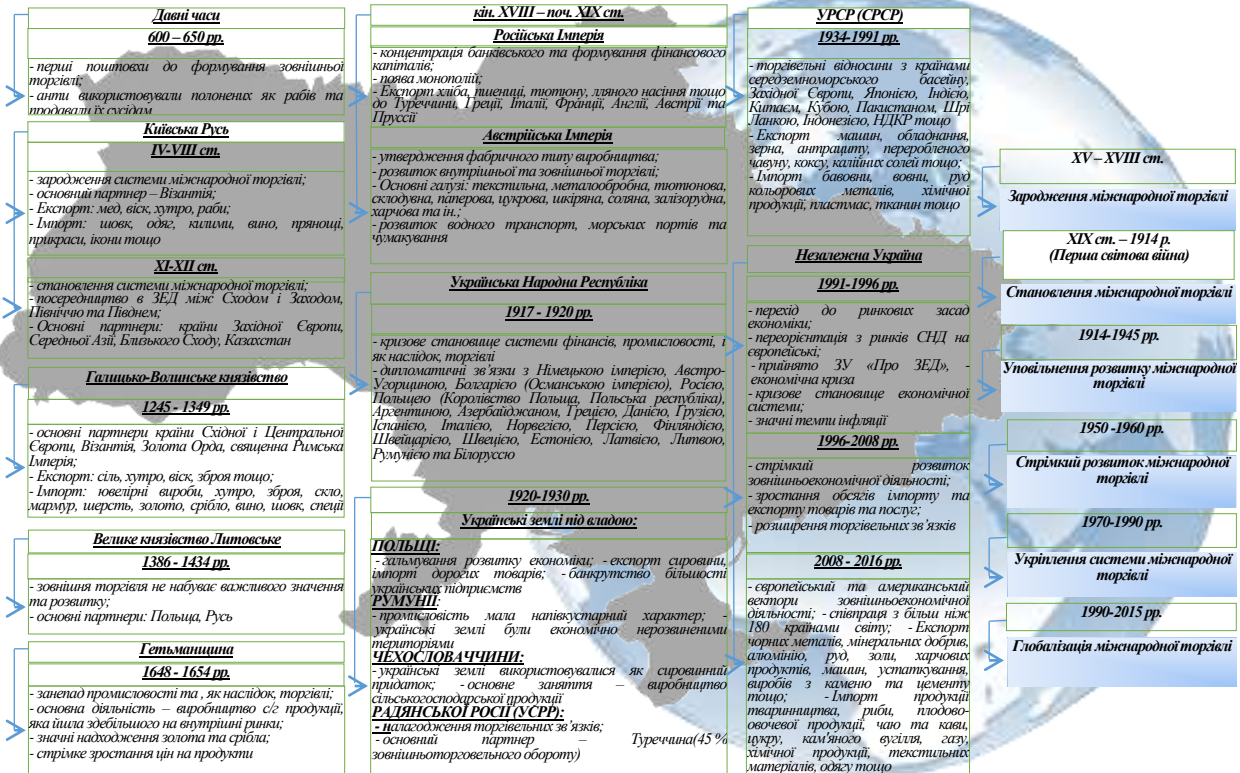 Давні часи
600 – 650 рр.
- перші поштовхи до формування зовнішньої
торгівлі;
- анти використовували полонених як рабів та
продавали їх сусідам
Київська Русь
IV-VIII ст.
- зародження системи міжнародної торгівлі;
- основний партнер – Візантія;
- Експорт: мед, віск, хутро, раби;
- Імпорт: шовк, одяг, килими, вино, прянощі,
прикраси, ікони тощо
XI-XII ст.
- становлення системи міжнародної торгівлі;
- посередництво в ЗЕД між Сходом і Заходом,
Північчю та Півднем;
- Основні партнери: країни Західної Європи,
Середньої Азії, Близького Сходу, Казахстан
Галицько-Волинське князівство
1245 - 1349 рр.
- основні партнери країни Східної і Центральної
Європи, Візантія, Золота Орда, священна Римська
Імперія;
- Експорт: сіль, хутро, віск, зброя тощо;
- Імпорт: ювелірні вироби, хутро, зброя, скло,
мармур, шерсть, золото, срібло, вино, шовк, спеції
Велике князівство Литовське
1386 - 1434 рр.
- зовнішня торгівля не набуває важливого значення
та розвитку;
- основні партнери: Польща, Русь
Гетьманщина
1648 - 1654 рр.
- занепад промисловості та , як наслідок, торгівлі;
- основна діяльність – виробництво с/г продукції,
яка йшла здебільшого на внутрішні ринки;
- значні надходження золота та срібла;
- стрімке зростання цін на продукти
кін. XVIII – поч. XIX ст.
Російська Імперія
- концентрація банківського та формування фінансового
капіталів;
- поява монополій;
- Експорт хліба, пшениці, тютюну, лляного насіння тощо
до Туреччини, Греції, Італії, Франції, Англії, Австрії та
Пруссії
Австрійська Імперія
- утвердження фабричного типу виробництва;
- розвиток внутрішньої та зовнішньої торгівлі;
- Основні галузі: текстильна, металообробна, тютюнова,
склодувна, паперова, цукрова, шкіряна, соляна, залізорудна,
харчова та ін.;
- розвиток водного транспорт, морських портів та
чумакування
Українська Народна Республіка
1917 - 1920 рр.
- кризове становище системи фінансів, промисловості, і
як наслідок, торгівлі
- дипломатичні зв'язки з Німецькою імперією, Австро-
Угорщиною, Болгарією (Османською імперією), Росією,
Польщею (Королівство Польща, Польська республіка),
Аргентиною, Азербайджаном, Грецією, Данією, Грузією,
Іспанією, Італією, Норвегією, Персією, Фінляндією,
Швейцарією, Швецією, Естонією, Латвією, Литвою,
Румунією та Білоруссю
1920-1930 рр.
Українські землі під владою:
ПОЛЬЩІ:
- гальмування розвитку економіки; - експорт сировини,
імпорт дорогих товарів; - банкрутство більшості
українських підприємств
РУМУНІЇ:
- промисловість мала напівкустарний характер; -
українські землі були економічно нерозвиненими
територіями
ЧЕХОСЛОВАЧЧИНИ:
- українські землі використовувалися як сировинний
придаток; - основне заняття – виробництво
сільськогосподарської продукції
РАДЯНСЬКОЇ РОСІЇ (УСРР):
- налагодження торгівельних зв'язків;
- основний партнер – Туреччина(45 %
зовнішньоторговельного обороту)
УРСР (СРСР)
1934-1991 рр.
- торгівельні відносини з країнами
середземноморського басейну,
Західної Європи, Японією, Індією,
Китаєм, Кубою, Пакистаном, Шрі
Ланкою, Індонезією, НДКР тощо
- Експорт машин, обладнання,
зерна, антрациту, переробленого
чавуну, коксу, калійних солей тощо;
- Імпорт бавовни, вовни, руд
кольорових металів, хімічної
продукції, пластмас, тканин тощо
Незалежна Україна
1991-1996 рр.
- перехід до ринкових засад
економіки;
- переорієнтація з ринків СНД на
європейські;
- прийнято ЗУ «Про ЗЕД», -
економічна криза
- кризове становище економічної
системи;
- значні темпи інфляції
1996-2008 рр.
- стрімкий розвиток
зовнішньоекономічної діяльності;
- зростання обсягів імпорту та
експорту товарів та послуг;
- розширення торгівельних зв'язків
2008 - 2016 рр.
- європейський та американський
вектори зовнішньоекономічної
діяльності; - співпраця з більш ніж
180 країнами світу; - Експорт
чорних металів, мінеральних добрив,
алюмінію, руд, золи, харчових
продуктів, машин, устаткування,
виробів з каменю та цементу
тощо; - Імпорт продукції
тваринництва, риби, плодово-
овочевої продукції, чаю та кави,
цукру, кам'яного вугілля, газу,
хімічної продукції, текстильних
матеріалів, одягу тощо
XV – XVIII ст.
Зародження міжнародної торгівлі
XIX ст. – 1914 р.
(Перша світова війна)
Становлення міжнародної торгівлі
1914-1945 рр.
Уповільнення розвитку міжнародної
торгівлі
1950 -1960 рр.
Стрімкий розвиток міжнародної
торгівлі
1970-1990 рр.
Укріплення системи міжнародної
торгівлі
1990-2015 рр.
Глобалізація міжнародної торгівлі